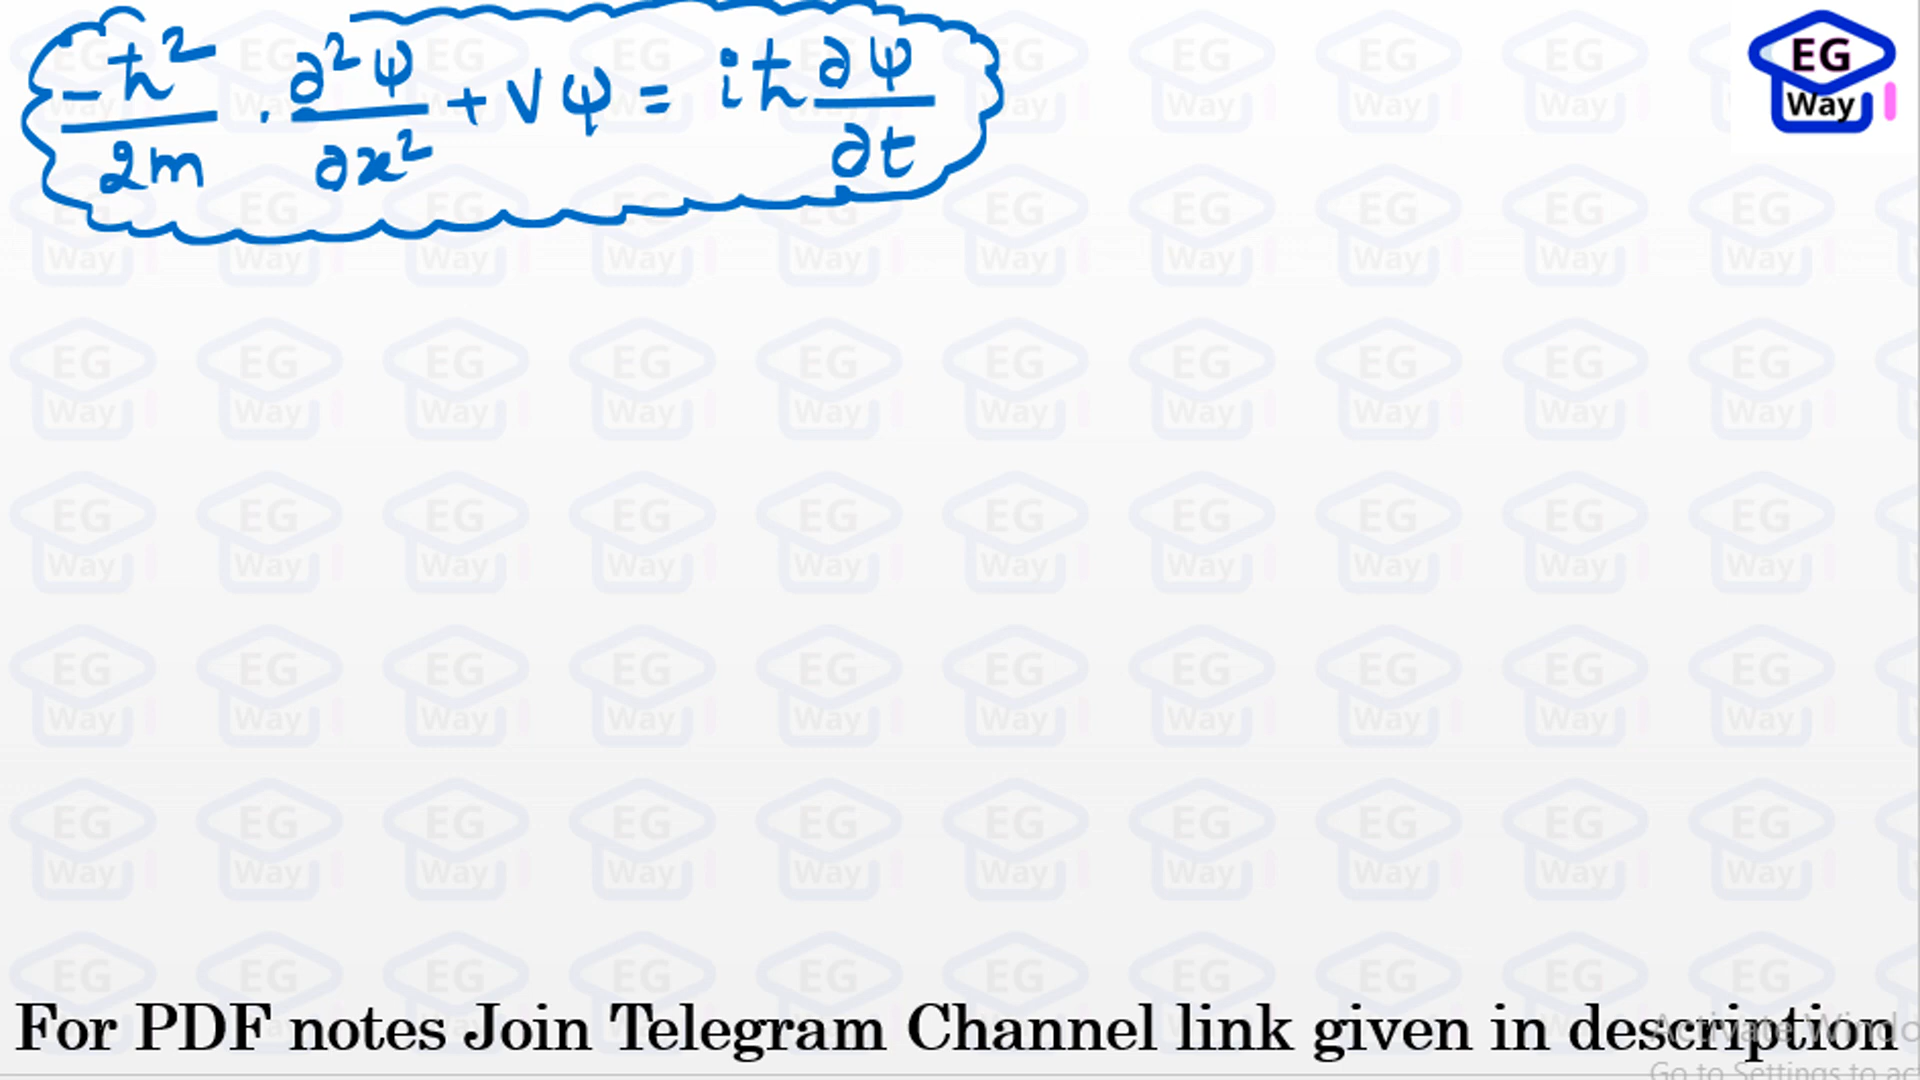 -ħ²/2m · ∂²ψ/∂x² + Vψ = iħ ∂ψ/∂t
EG
Way
For PDF notes Join Telegram Channel link given in description